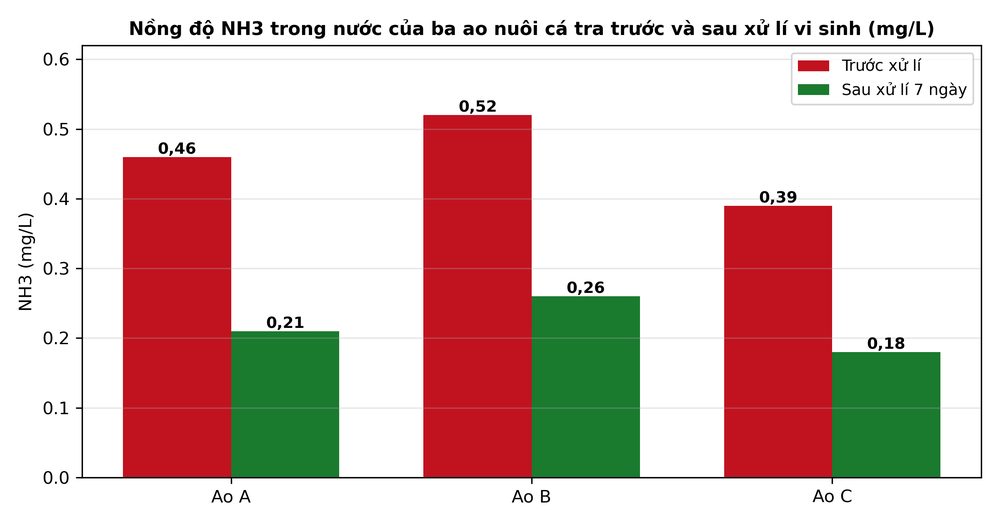 Nồng độ NH3 trong nước của ba ao nuôi cá tra trước và sau xử lí vi sinh (mg/L)
Trước xử lí
Sau xử lí 7 ngày
NH3 (mg/L)
0.6
0.5
0.4
0.3
0.2
0.1
0.0
0,46
0,21
0,52
0,26
0,39
0,18
Ao A
Ao B
Ao C